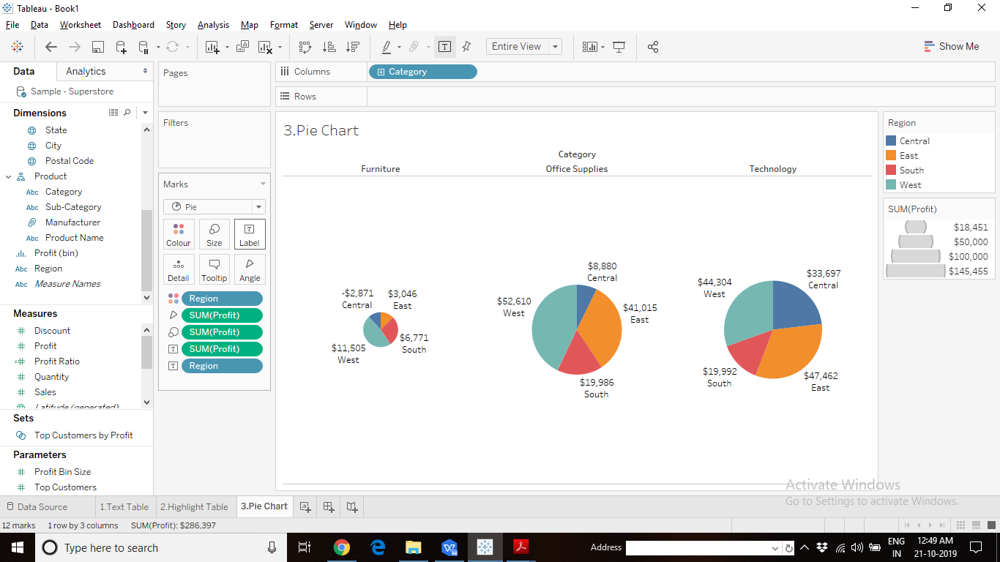 Tableau - Book1
File Data Worksheet Dashboard Story Analysis Map Format Server Window Help
Entire View
Show Me
Data Analytics
Sample - Superstore
Dimensions
State
City
Postal Code
Product
Abc Category
Abc Sub-Category
Manufacturer
Abc Product Name
Profit (bin)
Abc Region
Abc Measure Names
Measures
Discount
Profit
Profit Ratio
Quantity
Sales
Latitude (generated)
Sets
Top Customers by Profit
Parameters
Profit Bin Size
Top Customers
Pages
Filters
Marks
Pie
Colour Size Label
Detail Tooltip Angle
Region
SUM(Profit)
SUM(Profit)
SUM(Profit)
Region
Columns Category
Rows
3.Pie Chart
Category
Furniture Office Supplies Technology
-$2,871
Central
$3,046
East
$6,771
South
$11,505
West
$8,880
Central
$41,015
East
$19,986
South
$52,610
West
$33,697
Central
$47,462
East
$19,992
South
$44,304
West
Region
Central
East
South
West
SUM(Profit)
$18,451
$50,000
$100,000
$145,455
Activate Windows
Go to Settings to activate Windows.
Data Source 1.Text Table 2.Highlight Table 3.Pie Chart
12 marks 1 row by 3 columns SUM(Profit): $286,397
Type here to search
Address
ENG
IN
12:49 AM
21-10-2019